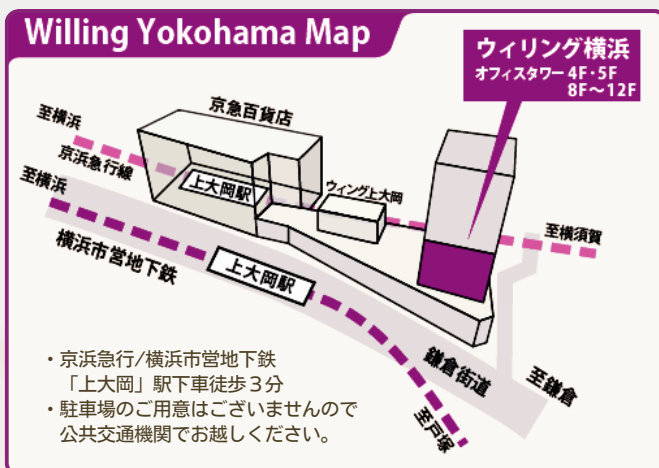 Willing Yokohama Map
ウィリング横浜
オフィスタワー 4F・5F
8F〜12F
京急百貨店
至横浜
京浜急行線
上大岡駅
ウィング上大岡
至横須賀
至横浜
横浜市営地下鉄
上大岡駅
鎌倉街道
至鎌倉
至戸塚
・京浜急行/横浜市営地下鉄
「上大岡」駅下車徒歩３分
・駐車場のご用意はございませんので
公共交通機関でお越しください。